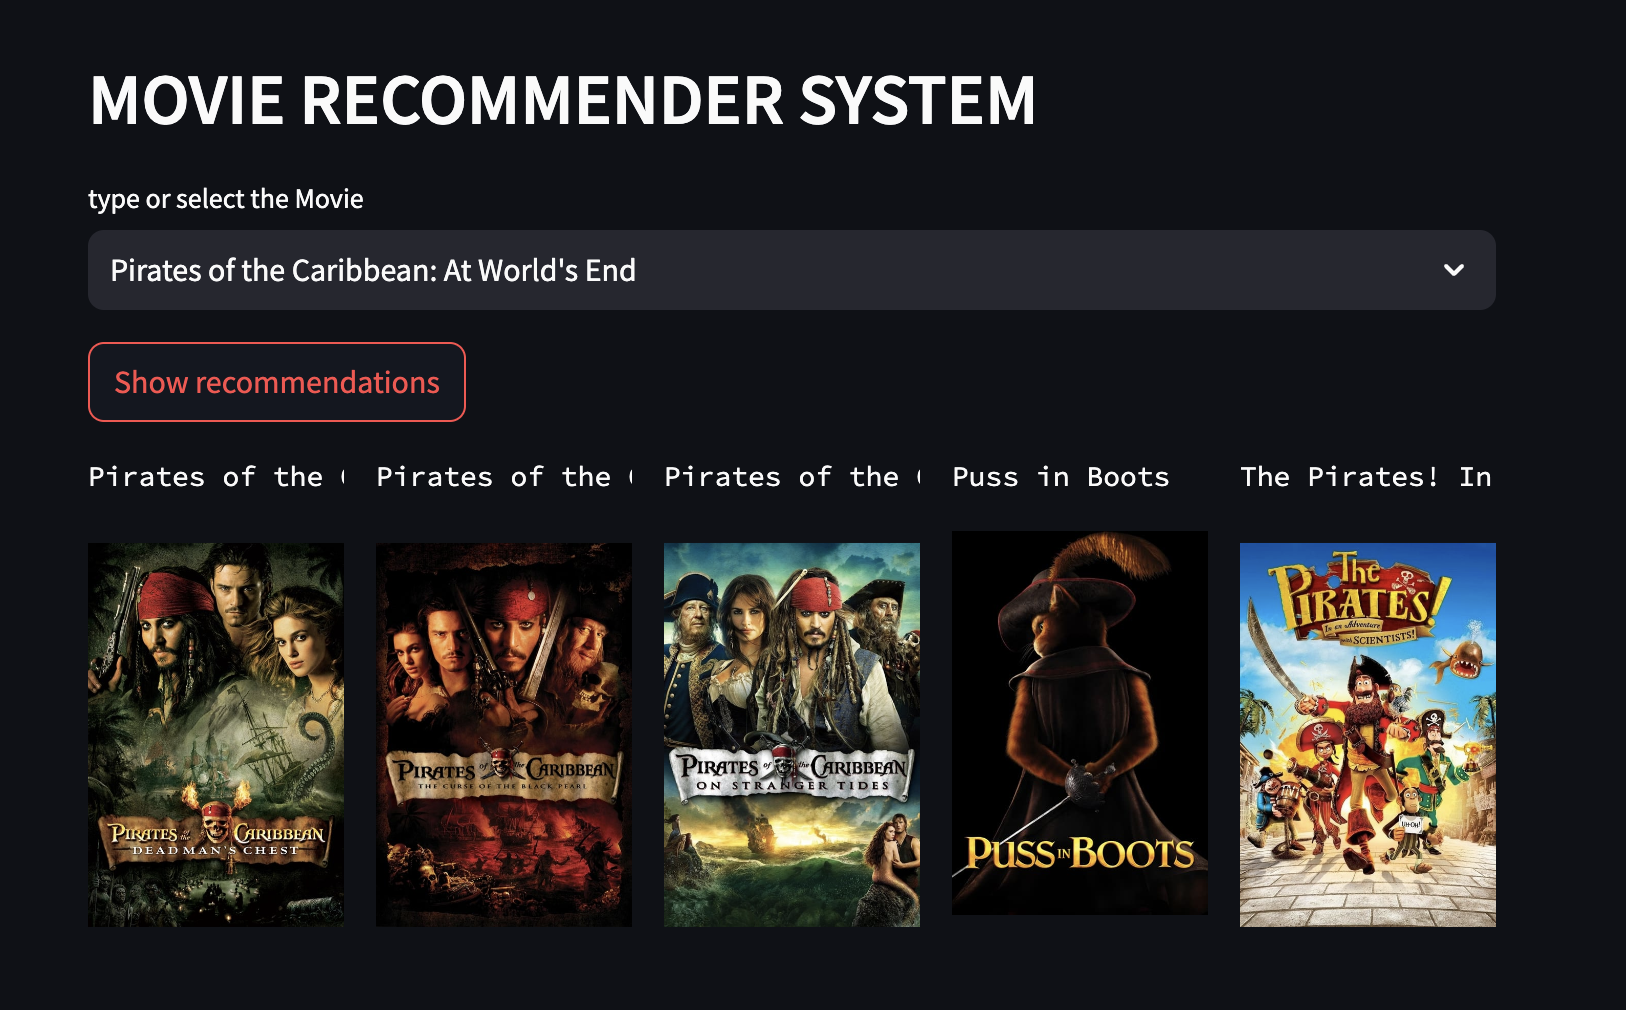 MOVIE RECOMMENDER SYSTEM
type or select the Movie
Pirates of the Caribbean: At World's End
Show recommendations
Pirates of the
Pirates of the
Pirates of the
Puss in Boots
The Pirates! In
PIRATES of the CARIBBEAN
DEAD MAN'S CHEST
PIRATES of the CARIBBEAN
THE CURSE OF THE BLACK PEARL
PIRATES of the CARIBBEAN
ON STRANGER TIDES
PUSS IN BOOTS
The
PIRATES!
In an Adventure
with SCIENTISTS!
UH-OH!